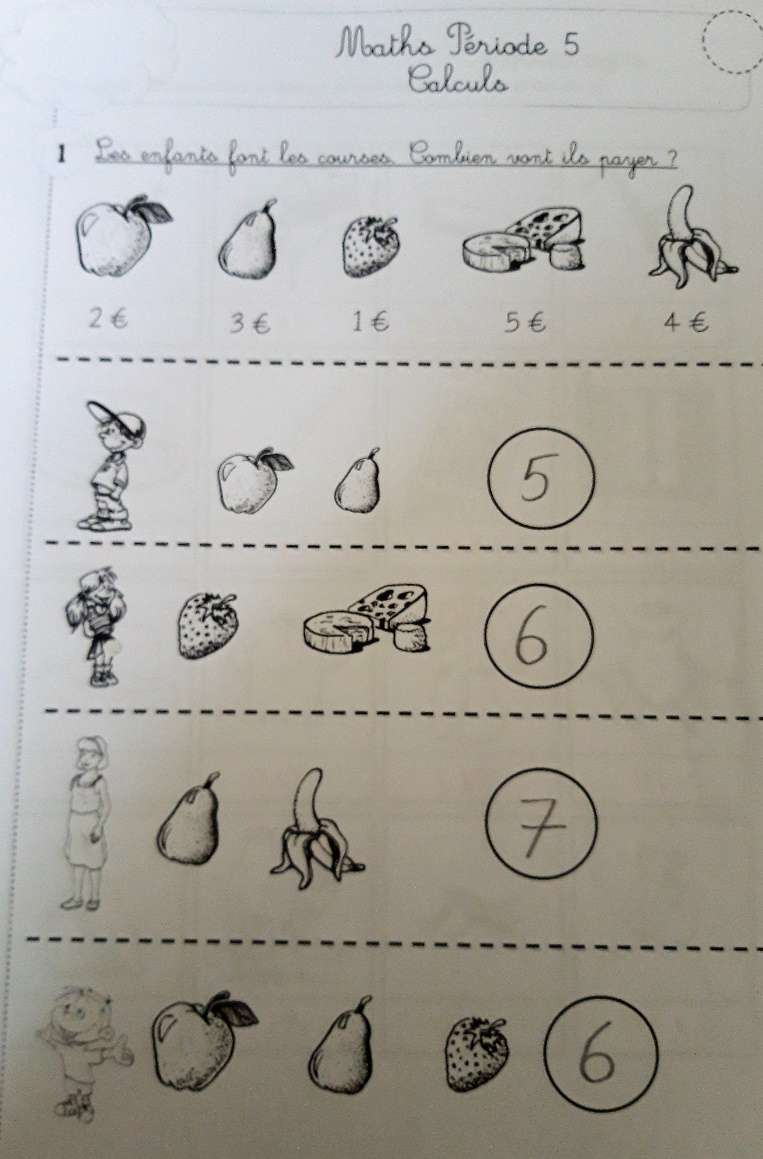 Maths Période 5
Calculs
1 Les enfants font les courses. Combien vont ils payer ?
2 € 3 € 1 € 5 € 4 €
5
6
7
6